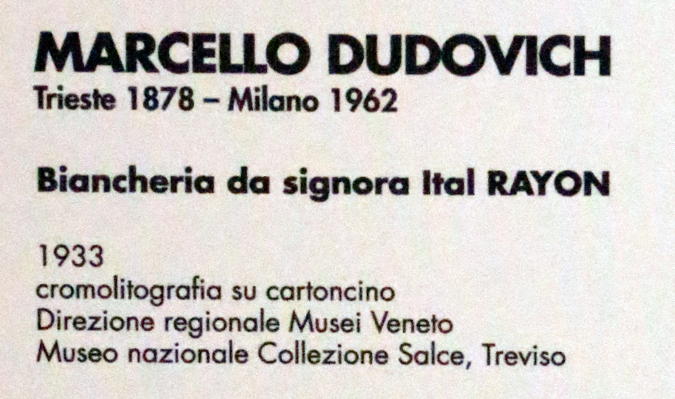 MARCELLO DUDOVICH
Trieste 1878 – Milano 1962
Biancheria da signora Ital RAYON
1933
cromolitografia su cartoncino
Direzione regionale Musei Veneto
Museo nazionale Collezione Salce, Treviso